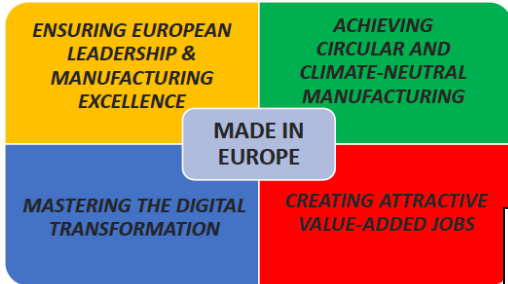 ENSURING EUROPEAN
LEADERSHIP &
MANUFACTURING
EXCELLENCE
ACHIEVING
CIRCULAR AND
CLIMATE-NEUTRAL
MANUFACTURING
MADE IN
EUROPE
MASTERING THE DIGITAL
TRANSFORMATION
CREATING ATTRACTIVE
VALUE-ADDED JOBS